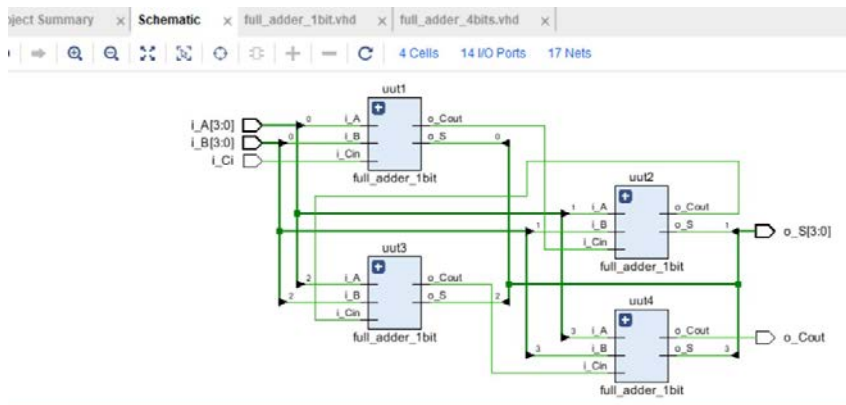 ject Summary × Schematic × full_adder_1bit.vhd × full_adder_4bits.vhd ×
4 Cells 14 I/O Ports 17 Nets
uut1
i_A[3:0] 0 i_A o_Cout
i_B[3:0] 0 i_B o_S 0
i_Ci i_Cin
full_adder_1bit
uut2
1 i_A o_Cout
1 i_B o_S 1 o_S[3:0]
i_Cin
full_adder_1bit
uut3
2 i_A o_Cout
2 i_B o_S 2
i_Cin
full_adder_1bit
uut4
3 i_A o_Cout o_Cout
3 i_B o_S 3
i_Cin
full_adder_1bit